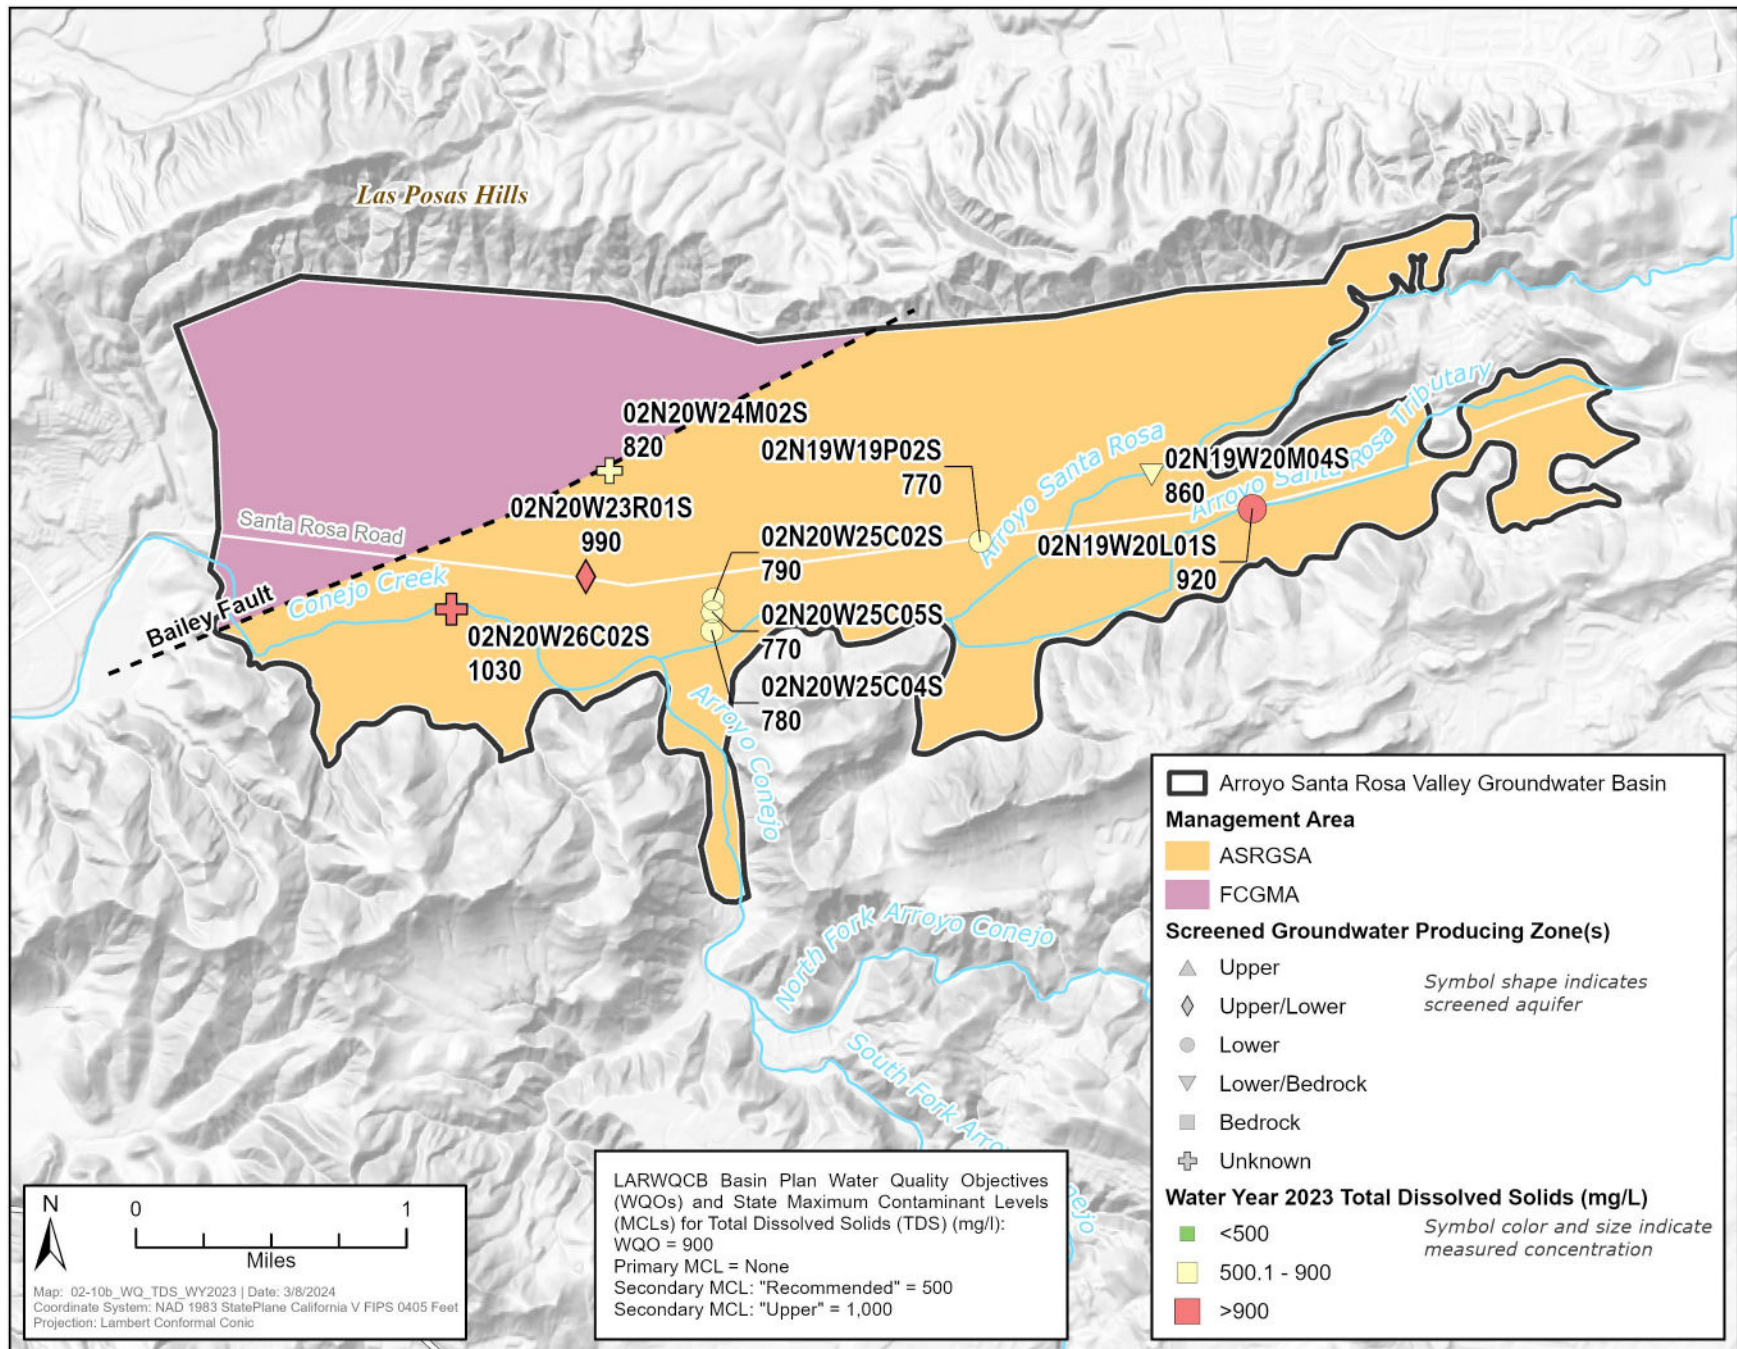 Las Posas Hills
02N20W24M02S
820
02N19W19P02S
770
Arroyo Santa Rosa
02N19W20M04S
860
Arroyo Santa Rosa Tributary
02N20W23R01S
990
Santa Rosa Road
02N20W25C02S
790
02N19W20L01S
920
Conejo Creek
Bailey Fault
02N20W26C02S
1030
02N20W25C05S
770
02N20W25C04S
780
Arroyo Conejo
North Fork Arroyo Conejo
South Fork Arro
nejo
Arroyo Santa Rosa Valley Groundwater Basin
Management Area
ASRGSA
FCGMA
Screened Groundwater Producing Zone(s)
Upper
Upper/Lower
Lower
Lower/Bedrock
Bedrock
Unknown
Symbol shape indicates
screened aquifer
Water Year 2023 Total Dissolved Solids (mg/L)
<500
500.1 - 900
>900
Symbol color and size indicate
measured concentration
LARWQCB Basin Plan Water Quality Objectives
(WQOs) and State Maximum Contaminant Levels
(MCLs) for Total Dissolved Solids (TDS) (mg/l):
WQO = 900
Primary MCL = None
Secondary MCL: "Recommended" = 500
Secondary MCL: "Upper" = 1,000
N
0 1
Miles
Map: 02-10b_WQ_TDS_WY2023 | Date: 3/8/2024
Coordinate System: NAD 1983 StatePlane California V FIPS 0405 Feet
Projection: Lambert Conformal Conic